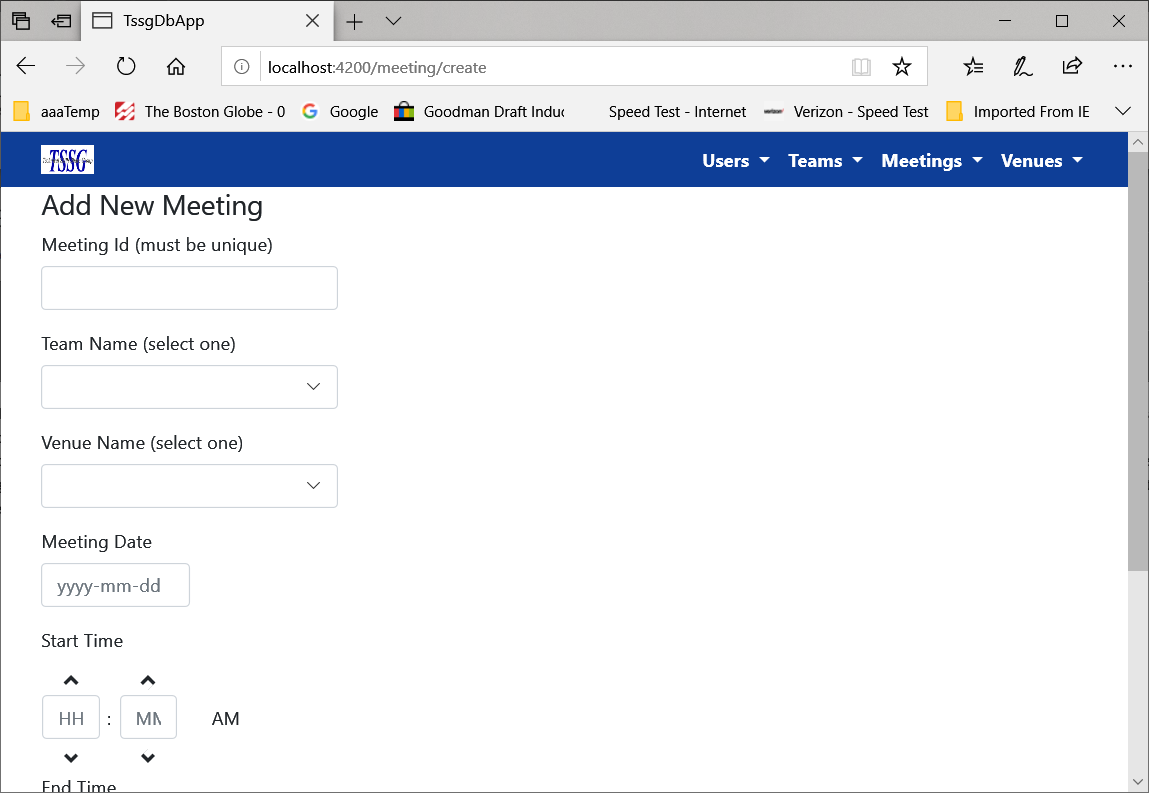 TssgDbApp
localhost:4200/meeting/create
aaaTemp The Boston Globe - 0 Google Goodman Draft Induc Speed Test - Internet Verizon - Speed Test Imported From IE
TSSG Users Teams Meetings Venues
Add New Meeting
Meeting Id (must be unique)
Team Name (select one)
Venue Name (select one)
Meeting Date
yyyy-mm-dd
Start Time
HH : MM AM
End Time